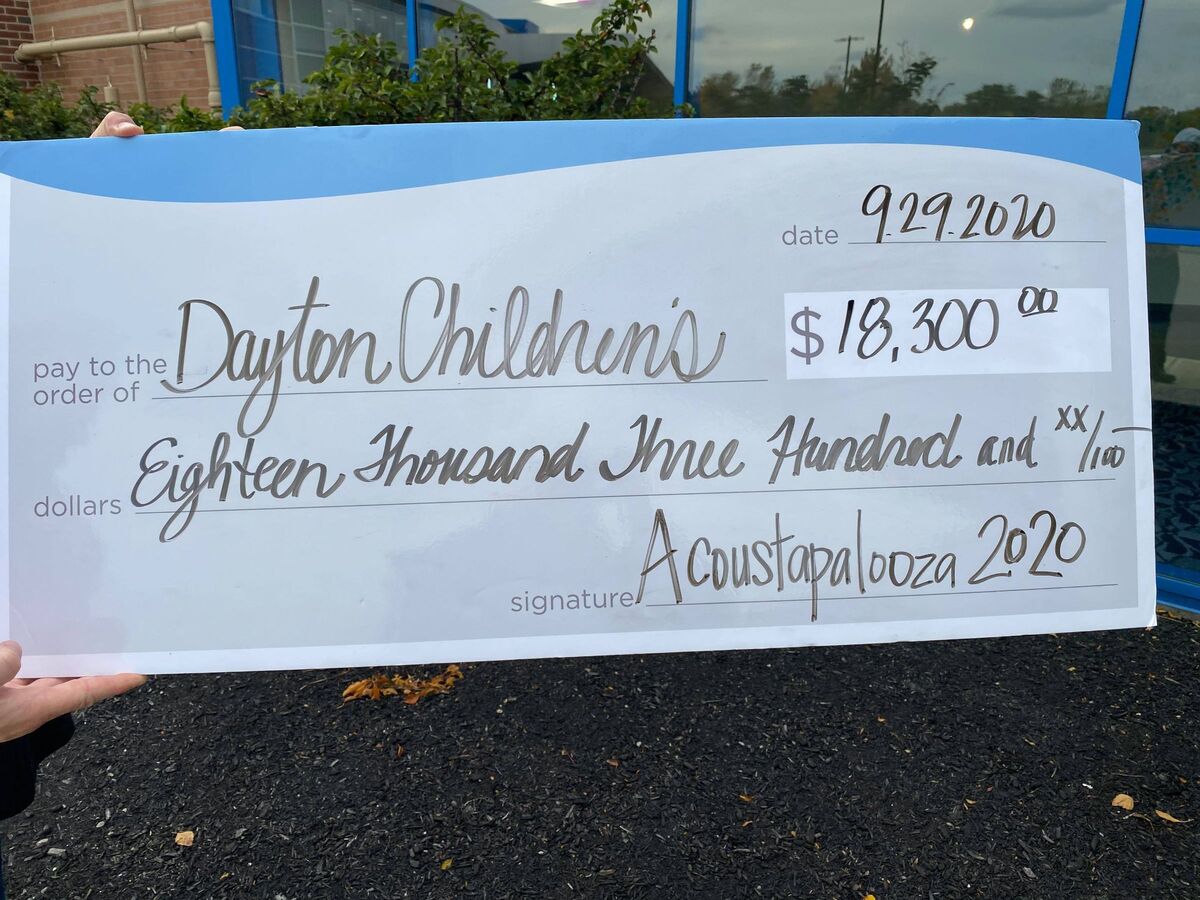 date 9.29.2020
pay to the
order of Dayton Children's $18,300 00
dollars Eighteen Thousand Three Hundred and xx/100
signature Acoustapalooza 2020